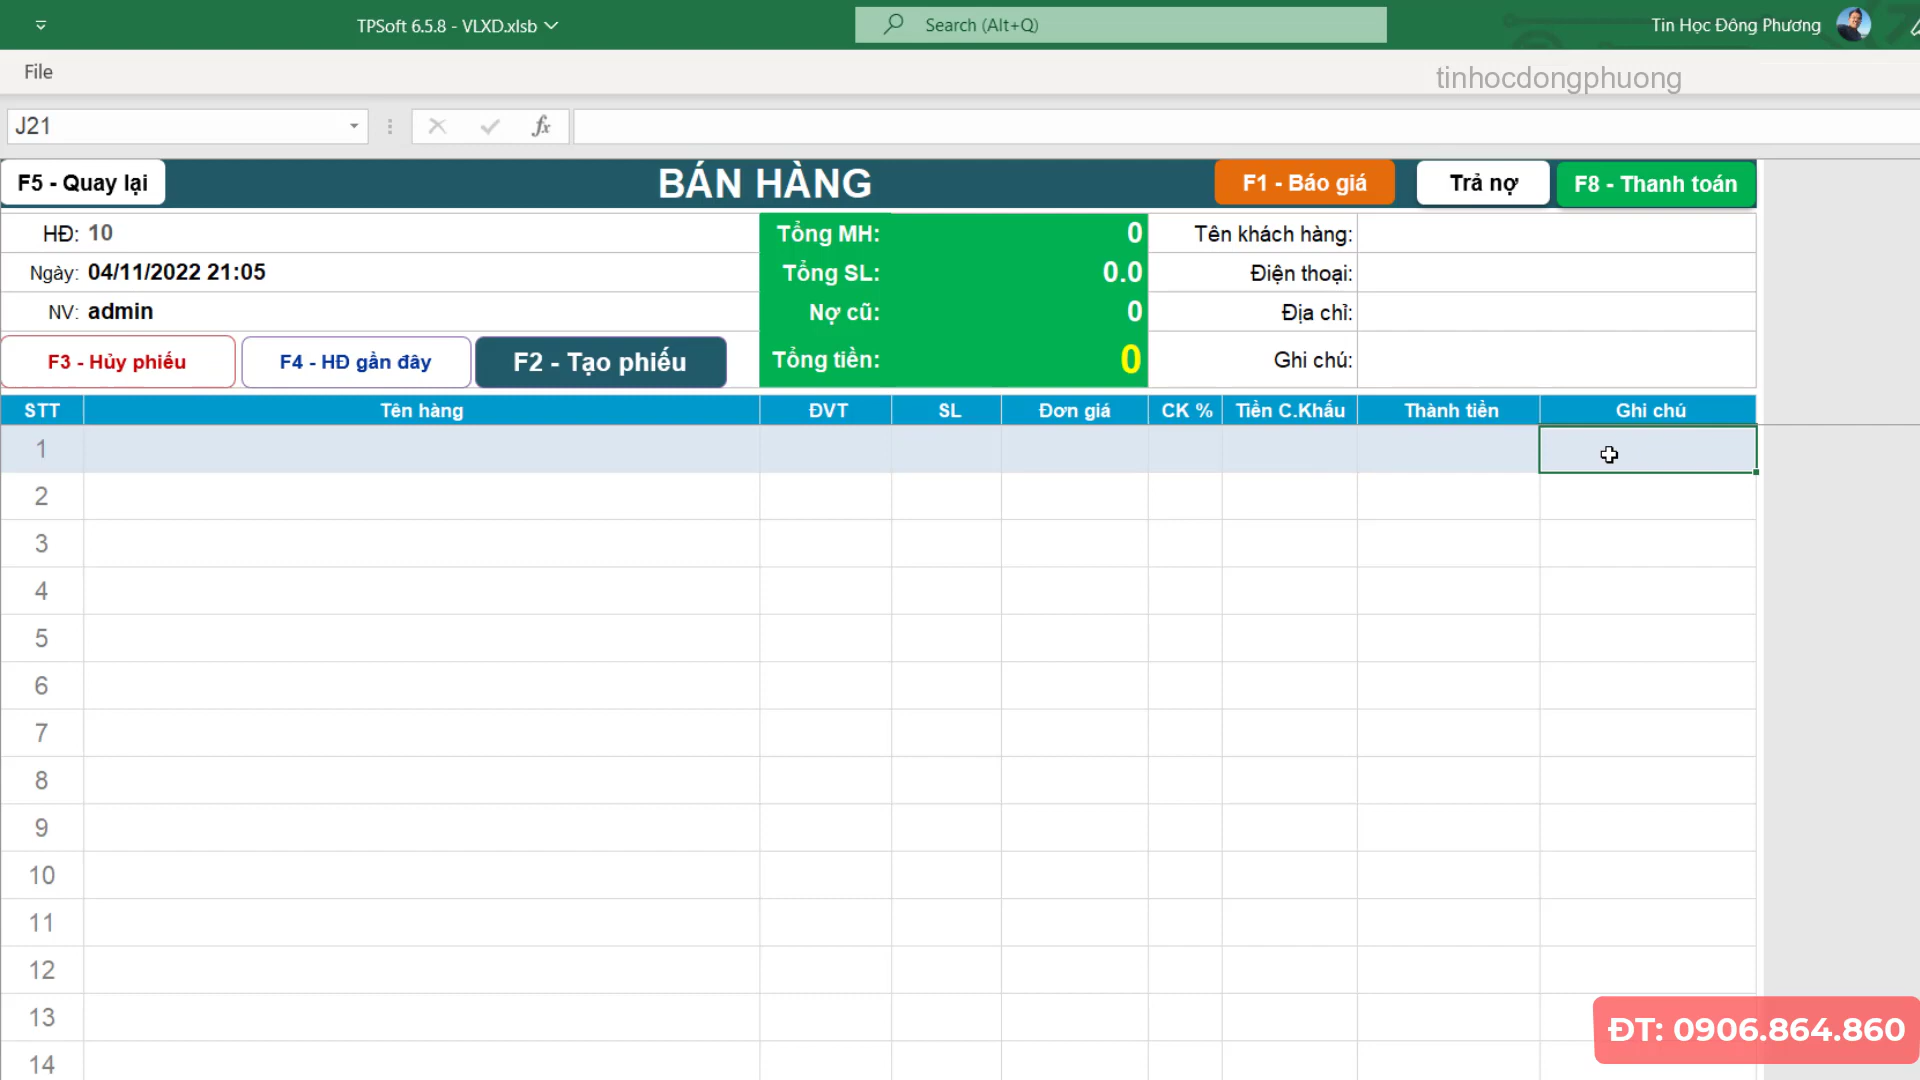 TPSoft 6.5.8 - VLXD.xlsb
Search (Alt+Q)
Tin Học Đông Phương
File
tinhocdongphuong
J21
fx
F5 - Quay lại
BÁN HÀNG
F1 - Báo giá
Trả nợ
F8 - Thanh toán
HĐ: 10
Tổng MH: 0
Tên khách hàng:
Ngày: 04/11/2022 21:05
Tổng SL: 0.0
Điện thoại:
NV: admin
Nợ cũ: 0
Địa chỉ:
F3 - Hủy phiếu
F4 - HĐ gần đây
F2 - Tạo phiếu
Tổng tiền: 0
Ghi chú:
STT Tên hàng ĐVT SL Đơn giá CK % Tiền C.Khấu Thành tiền Ghi chú
1
2
3
4
5
6
7
8
9
10
11
12
13
14
ĐT: 0906.864.860